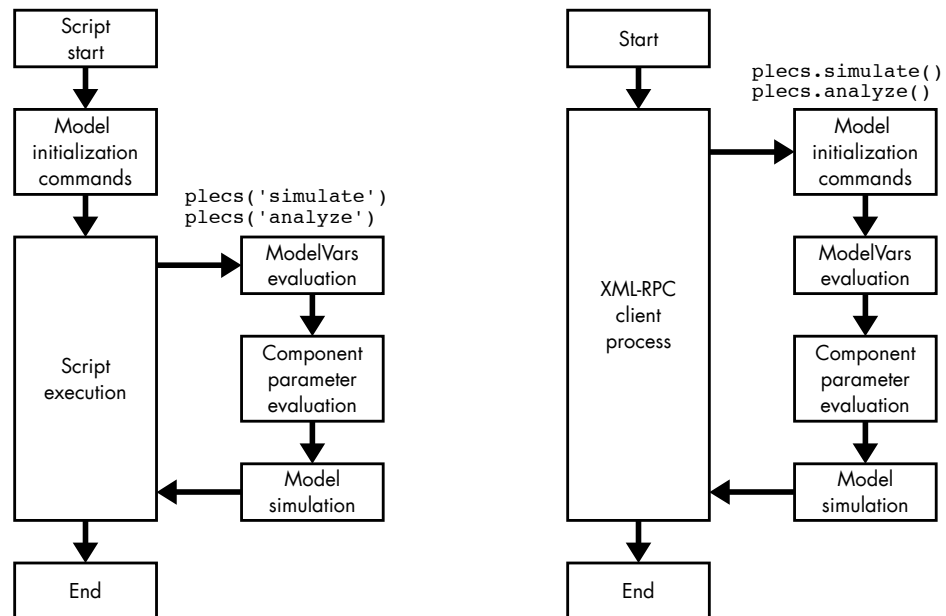 Script
start
Model
initialization
commands
plecs('simulate')
plecs('analyze')
Script
execution
ModelVars
evaluation
Component
parameter
evaluation
Model
simulation
End
Start
plecs.simulate()
plecs.analyze()
XML-RPC
client
process
Model
initialization
commands
ModelVars
evaluation
Component
parameter
evaluation
Model
simulation
End